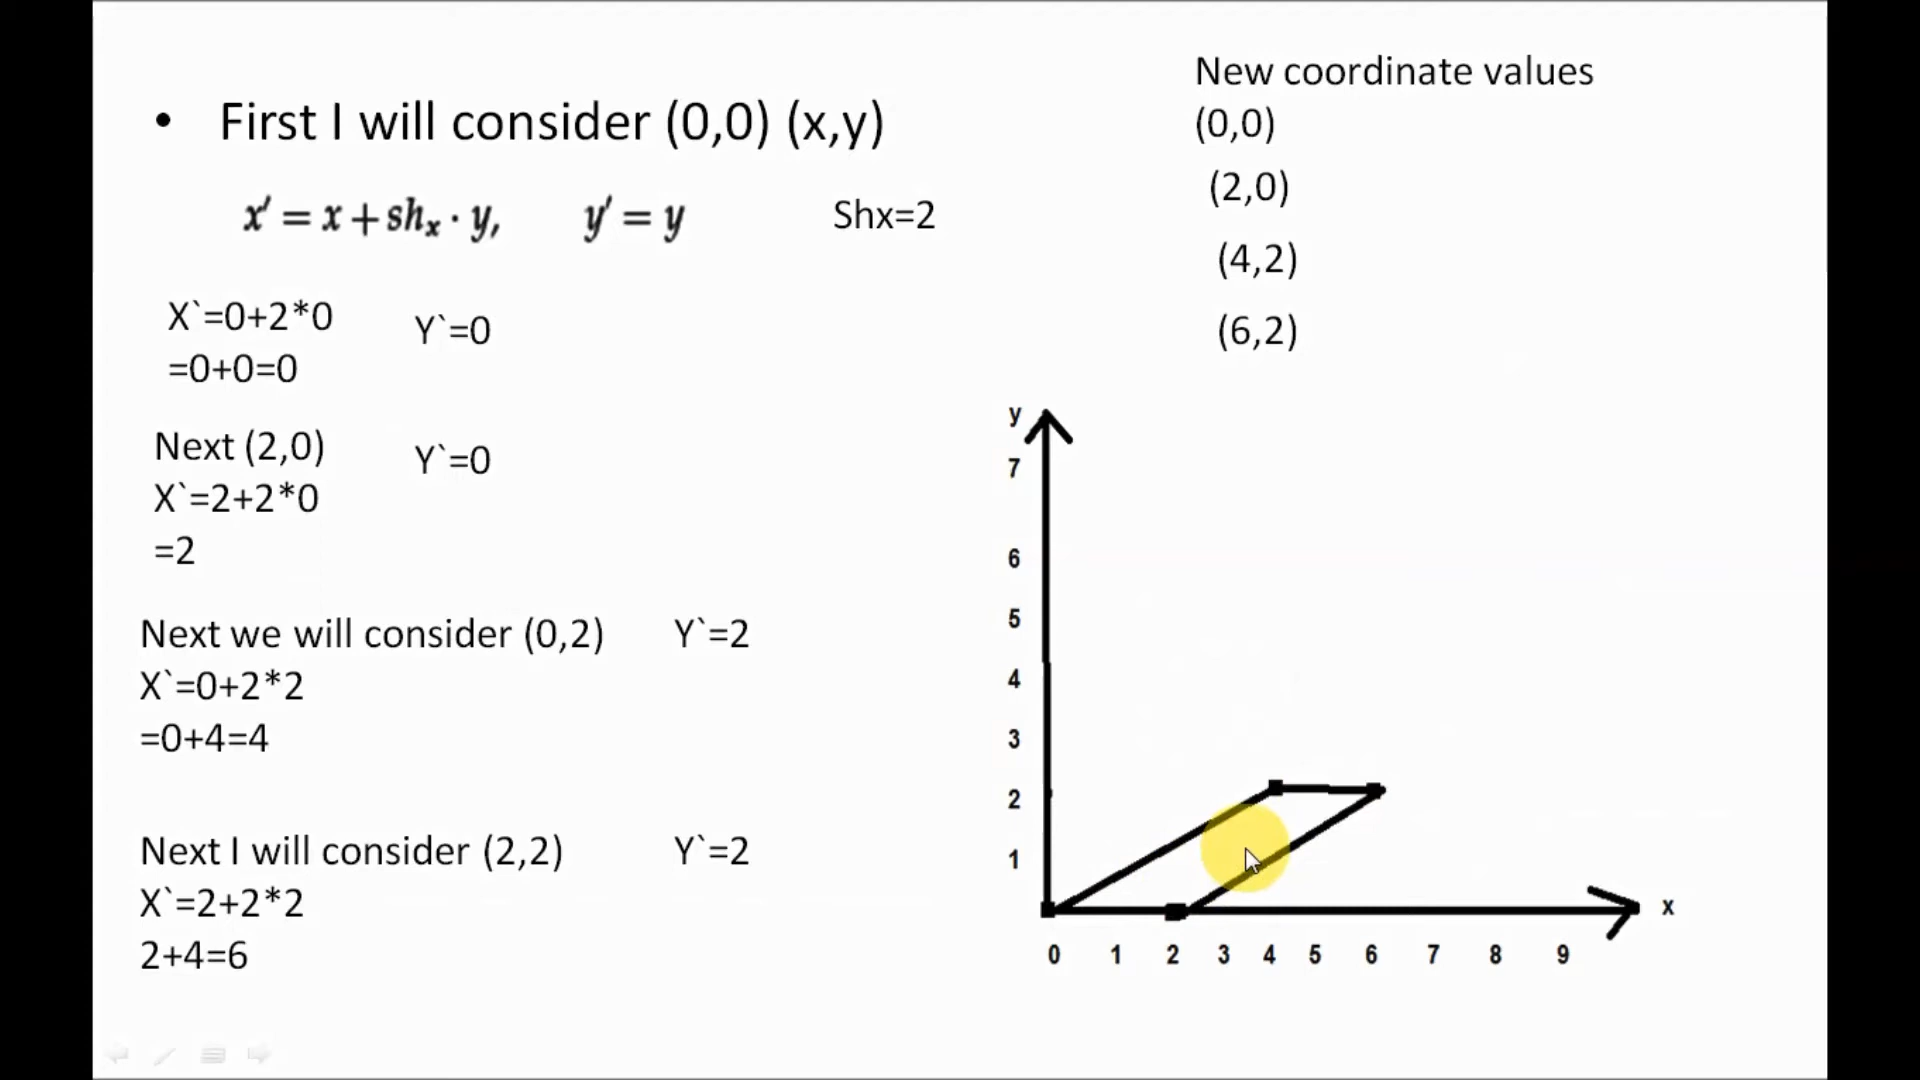 • First I will consider (0,0) (x,y)
x′ = x + shₓ · y, y′ = y
Shx=2
X`=0+2*0
=0+0=0
Y`=0
Next (2,0)
X`=2+2*0
=2
Y`=0
Next we will consider (0,2)
X`=0+2*2
=0+4=4
Y`=2
Next I will consider (2,2)
X`=2+2*2
2+4=6
Y`=2
New coordinate values
(0,0)
(2,0)
(4,2)
(6,2)
y
7
6
5
4
3
2
1
x
0 1 2 3 4 5 6 7 8 9